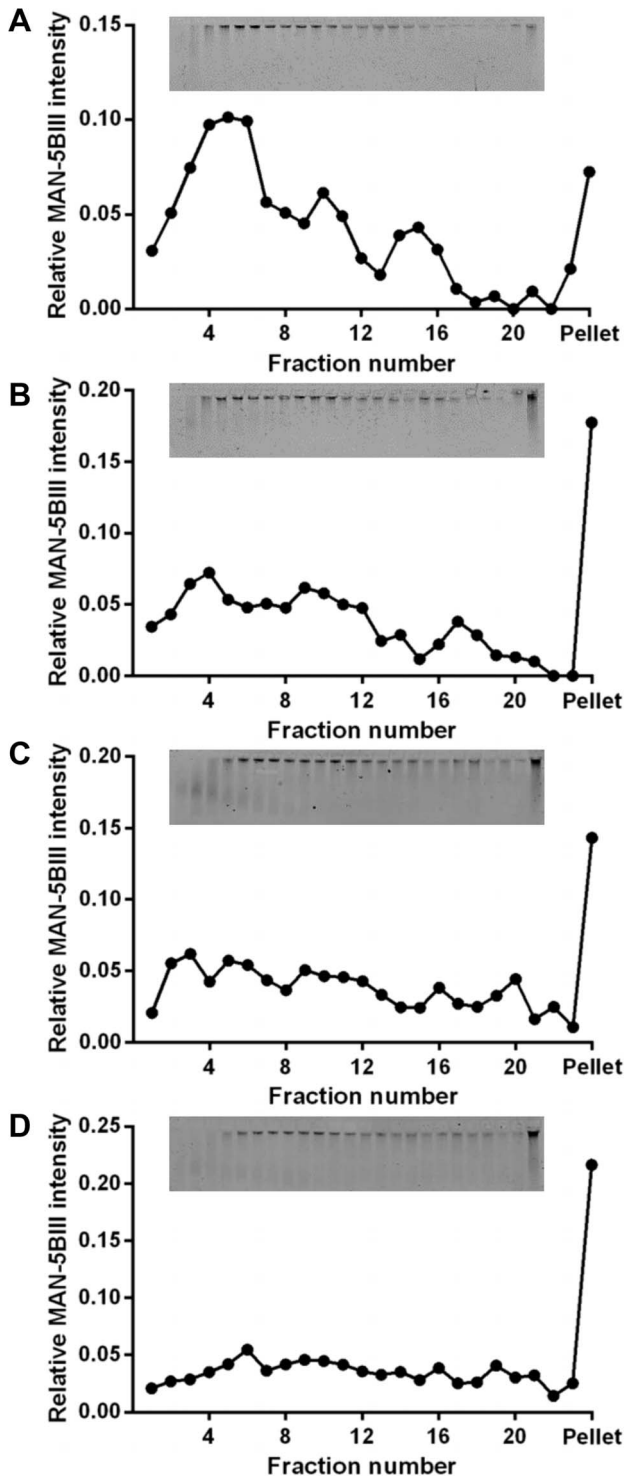 A
Relative MAN-5BIII intensity
0.15
0.10
0.05
0.00
4 8 12 16 20 Pellet
Fraction number
B
Relative MAN-5BIII intensity
0.20
0.15
0.10
0.05
0.00
4 8 12 16 20 Pellet
Fraction number
C
Relative MAN-5BIII intensity
0.20
0.15
0.10
0.05
0.00
4 8 12 16 20 Pellet
Fraction number
D
Relative MAN-5BIII intensity
0.25
0.20
0.15
0.10
0.05
0.00
4 8 12 16 20 Pellet
Fraction number